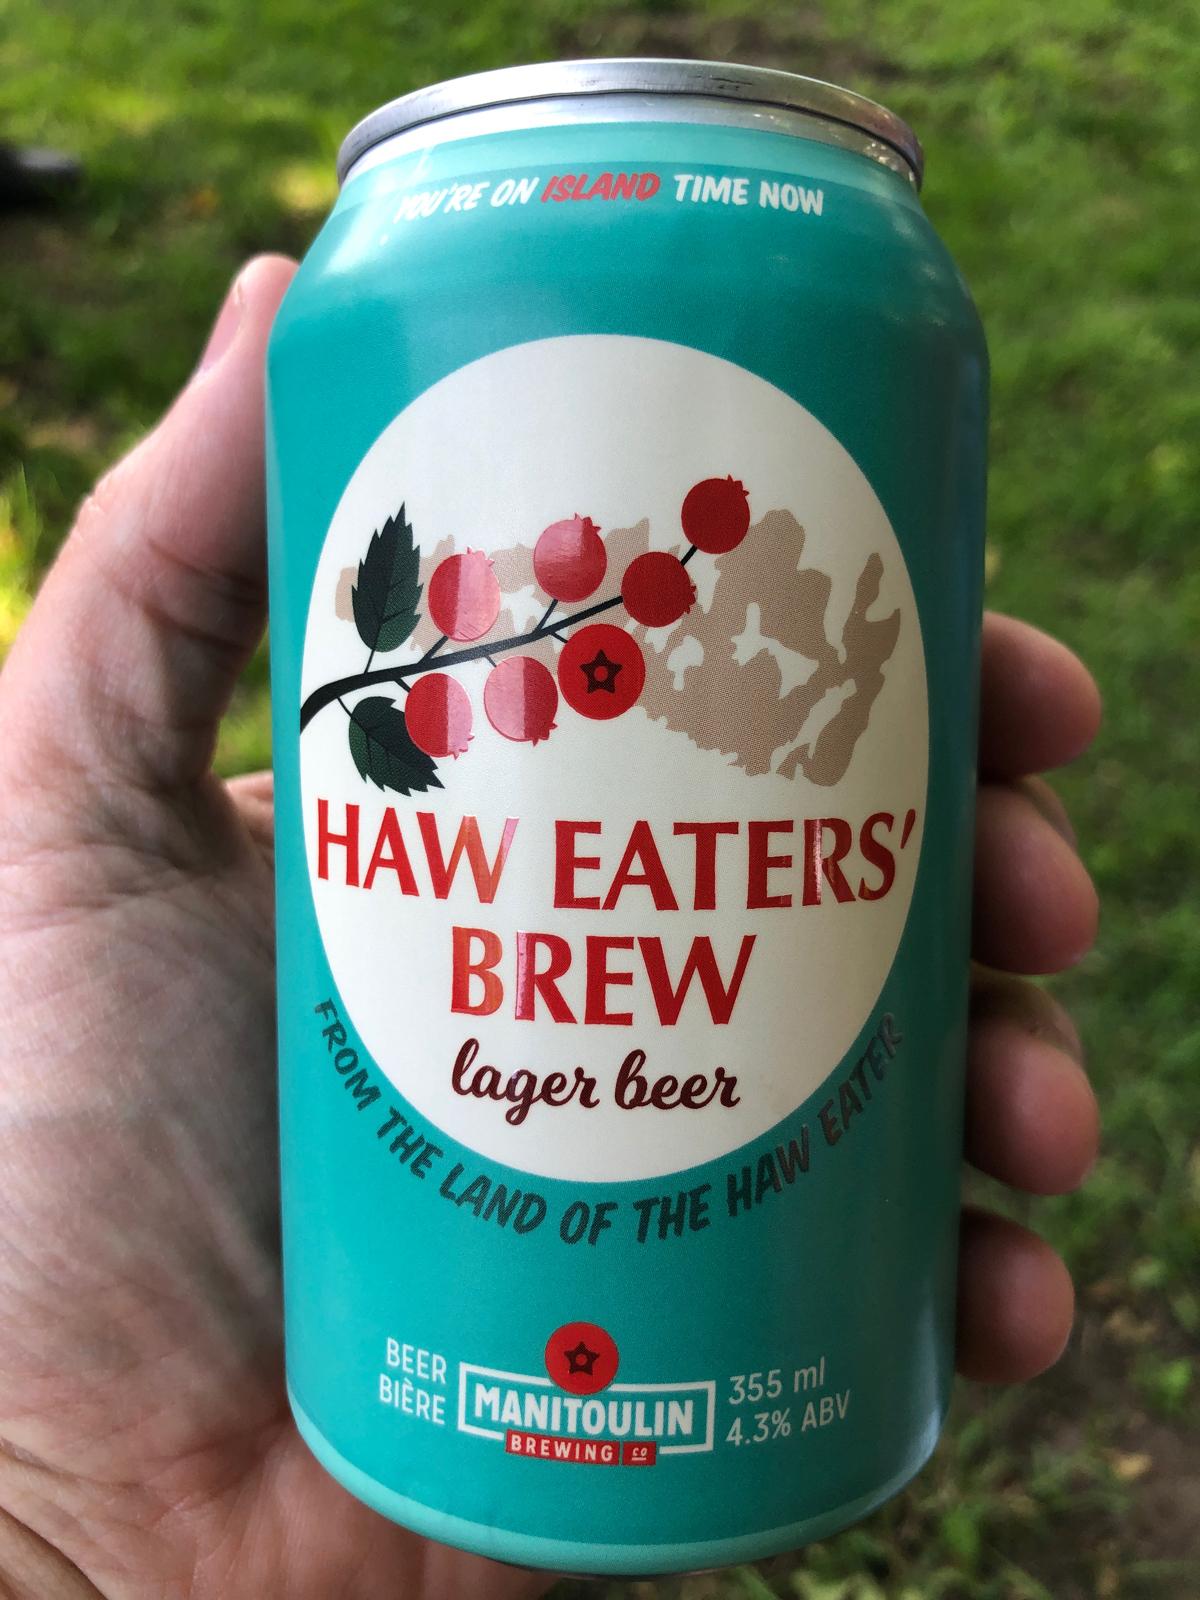 YOU'RE ON ISLAND TIME NOW
HAW EATERS'
BREW
lager beer
FROM THE LAND OF THE HAW EATER
BEER
BIÈRE
MANITOULIN
BREWING CO
355 ml
4.3% ABV